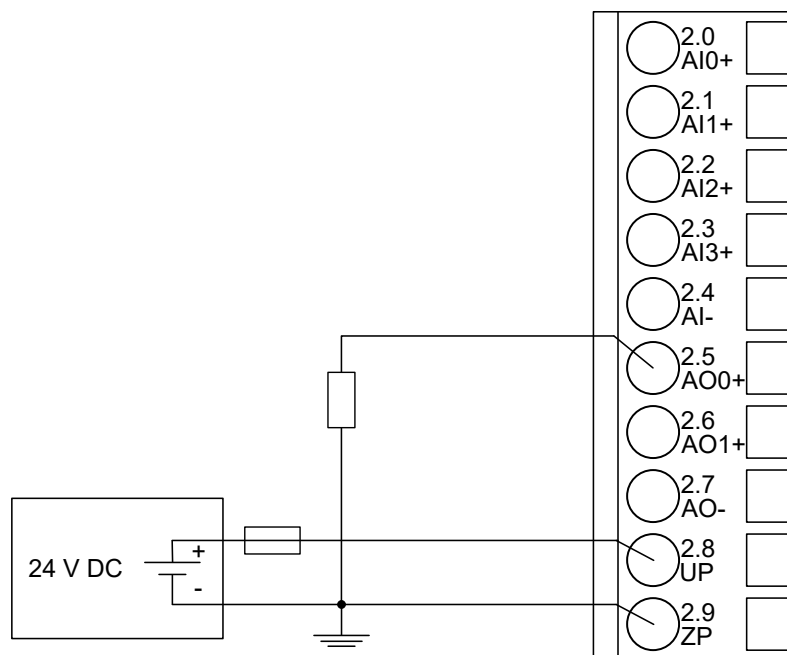 2.0
AI0+
2.1
AI1+
2.2
AI2+
2.3
AI3+
2.4
AI-
2.5
AO0+
2.6
AO1+
2.7
AO-
24 V DC
+
-
2.8
UP
2.9
ZP